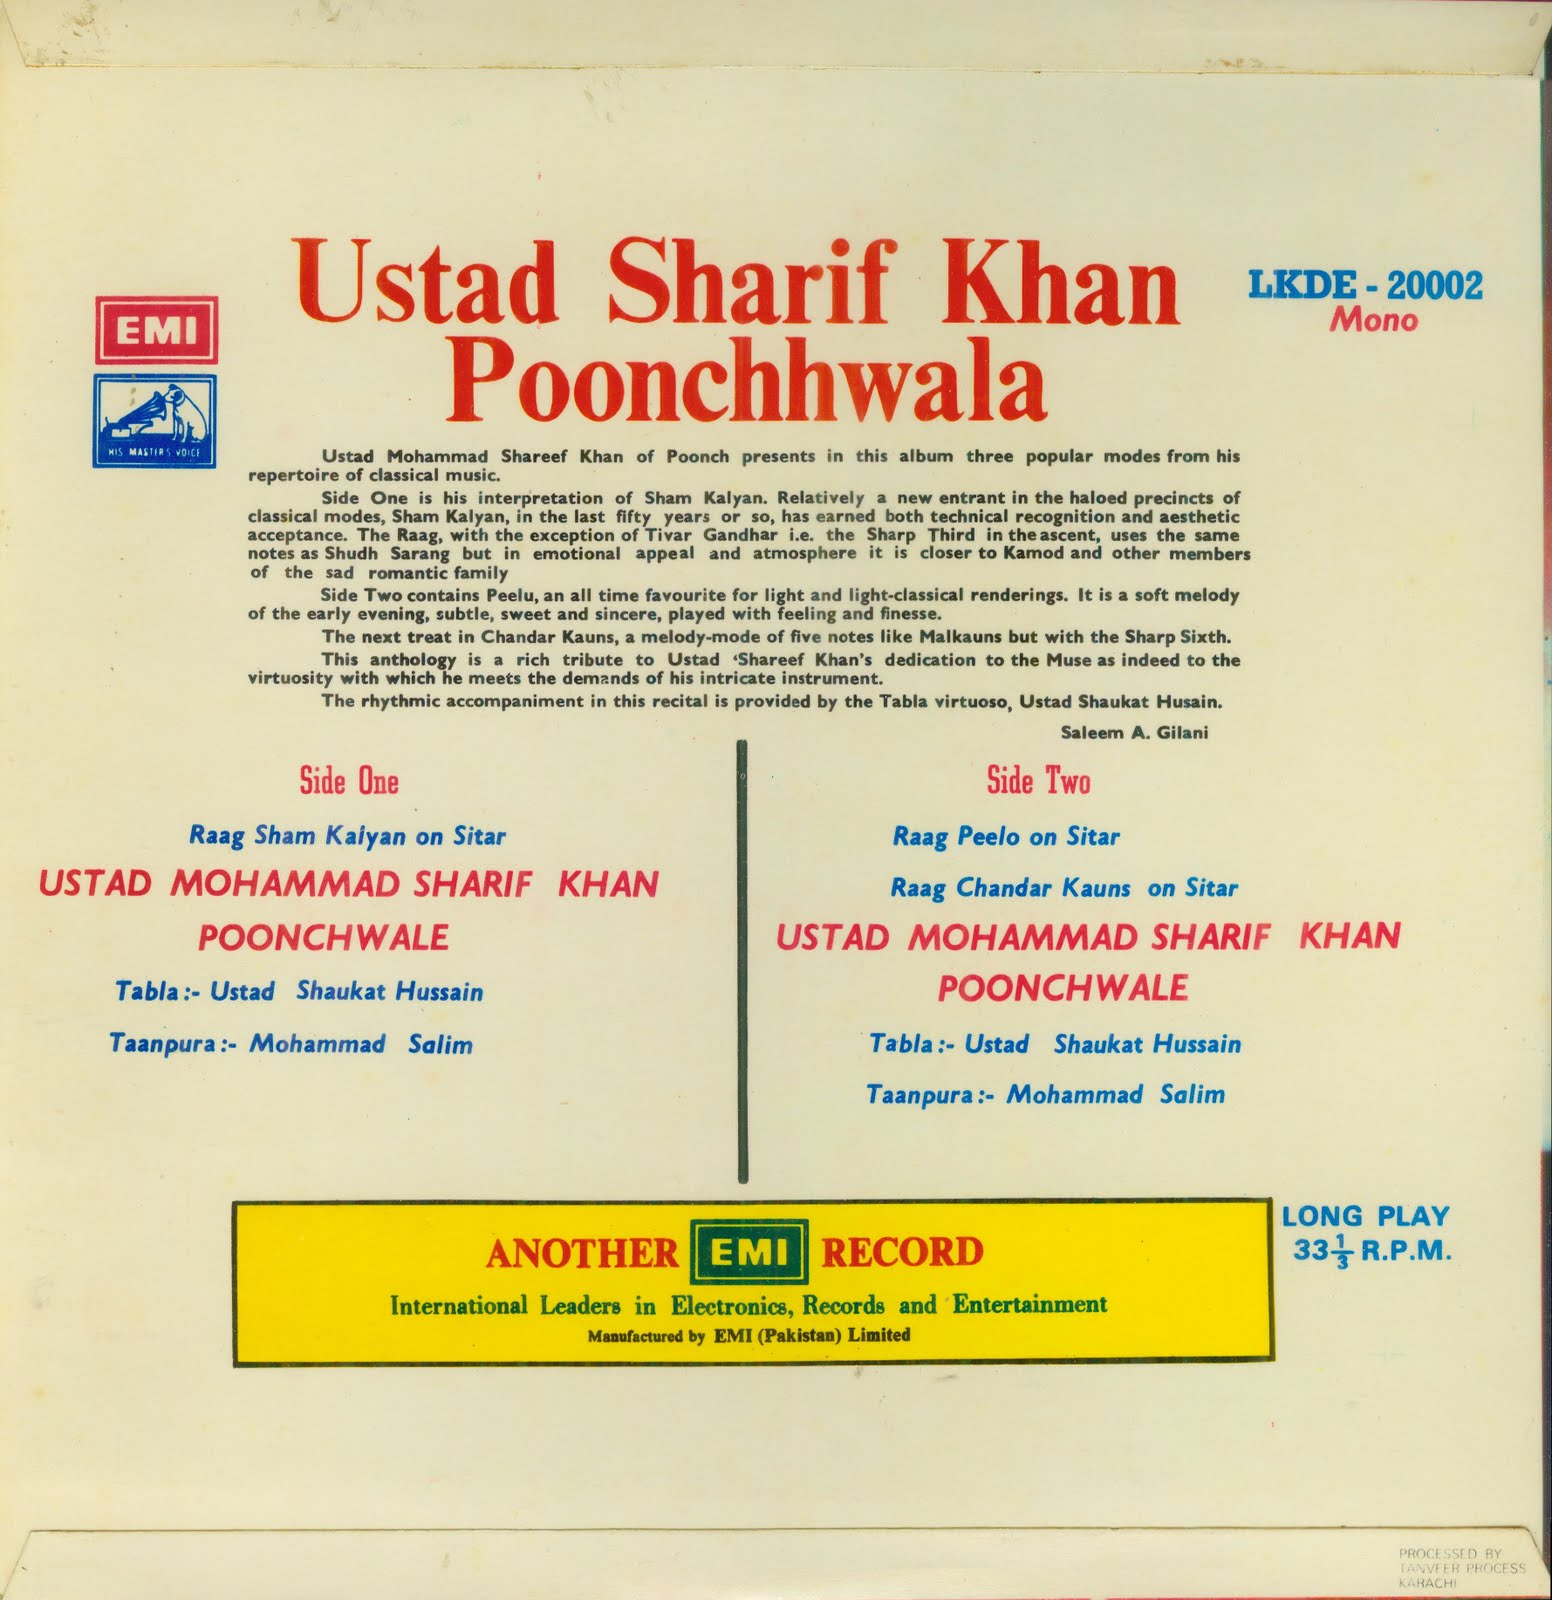 Ustad Sharif Khan
Poonchhwala
LKDE - 20002
Mono
EMI
HIS MASTER'S VOICE
Ustad Mohammad Shareef Khan of Poonch presents in this album three popular modes from his
repertoire of classical music.
Side One is his interpretation of Sham Kalyan. Relatively a new entrant in the haloed precincts of
classical modes, Sham Kalyan, in the last fifty years or so, has earned both technical recognition and aesthetic
acceptance. The Raag, with the exception of Tivar Gandhar i.e. the Sharp Third in the ascent, uses the same
notes as Shudh Sarang but in emotional appeal and atmosphere it is closer to Kamod and other members
of the sad romantic family
Side Two contains Peelu, an all time favourite for light and light-classical renderings. It is a soft melody
of the early evening, subtle, sweet and sincere, played with feeling and finesse.
The next treat in Chandar Kauns, a melody-mode of five notes like Malkauns but with the Sharp Sixth.
This anthology is a rich tribute to Ustad ‘Shareef Khan's dedication to the Muse as indeed to the
virtuosity with which he meets the demands of his intricate instrument.
The rhythmic accompaniment in this recital is provided by the Tabla virtuoso, Ustad Shaukat Husain.
Saleem A. Gilani
Side One
Raag Sham Kalyan on Sitar
USTAD MOHAMMAD SHARIF KHAN
POONCHWALE
Tabla :- Ustad Shaukat Hussain
Taanpura :- Mohammad Salim
Side Two
Raag Peelo on Sitar
Raag Chandar Kauns on Sitar
USTAD MOHAMMAD SHARIF KHAN
POONCHWALE
Tabla :- Ustad Shaukat Hussain
Taanpura :- Mohammad Salim
ANOTHER EMI RECORD
International Leaders in Electronics, Records and Entertainment
Manufactured by EMI (Pakistan) Limited
LONG PLAY
33⅓ R.P.M.
PROCESSED BY
TANVEER PROCESS
KARACHI